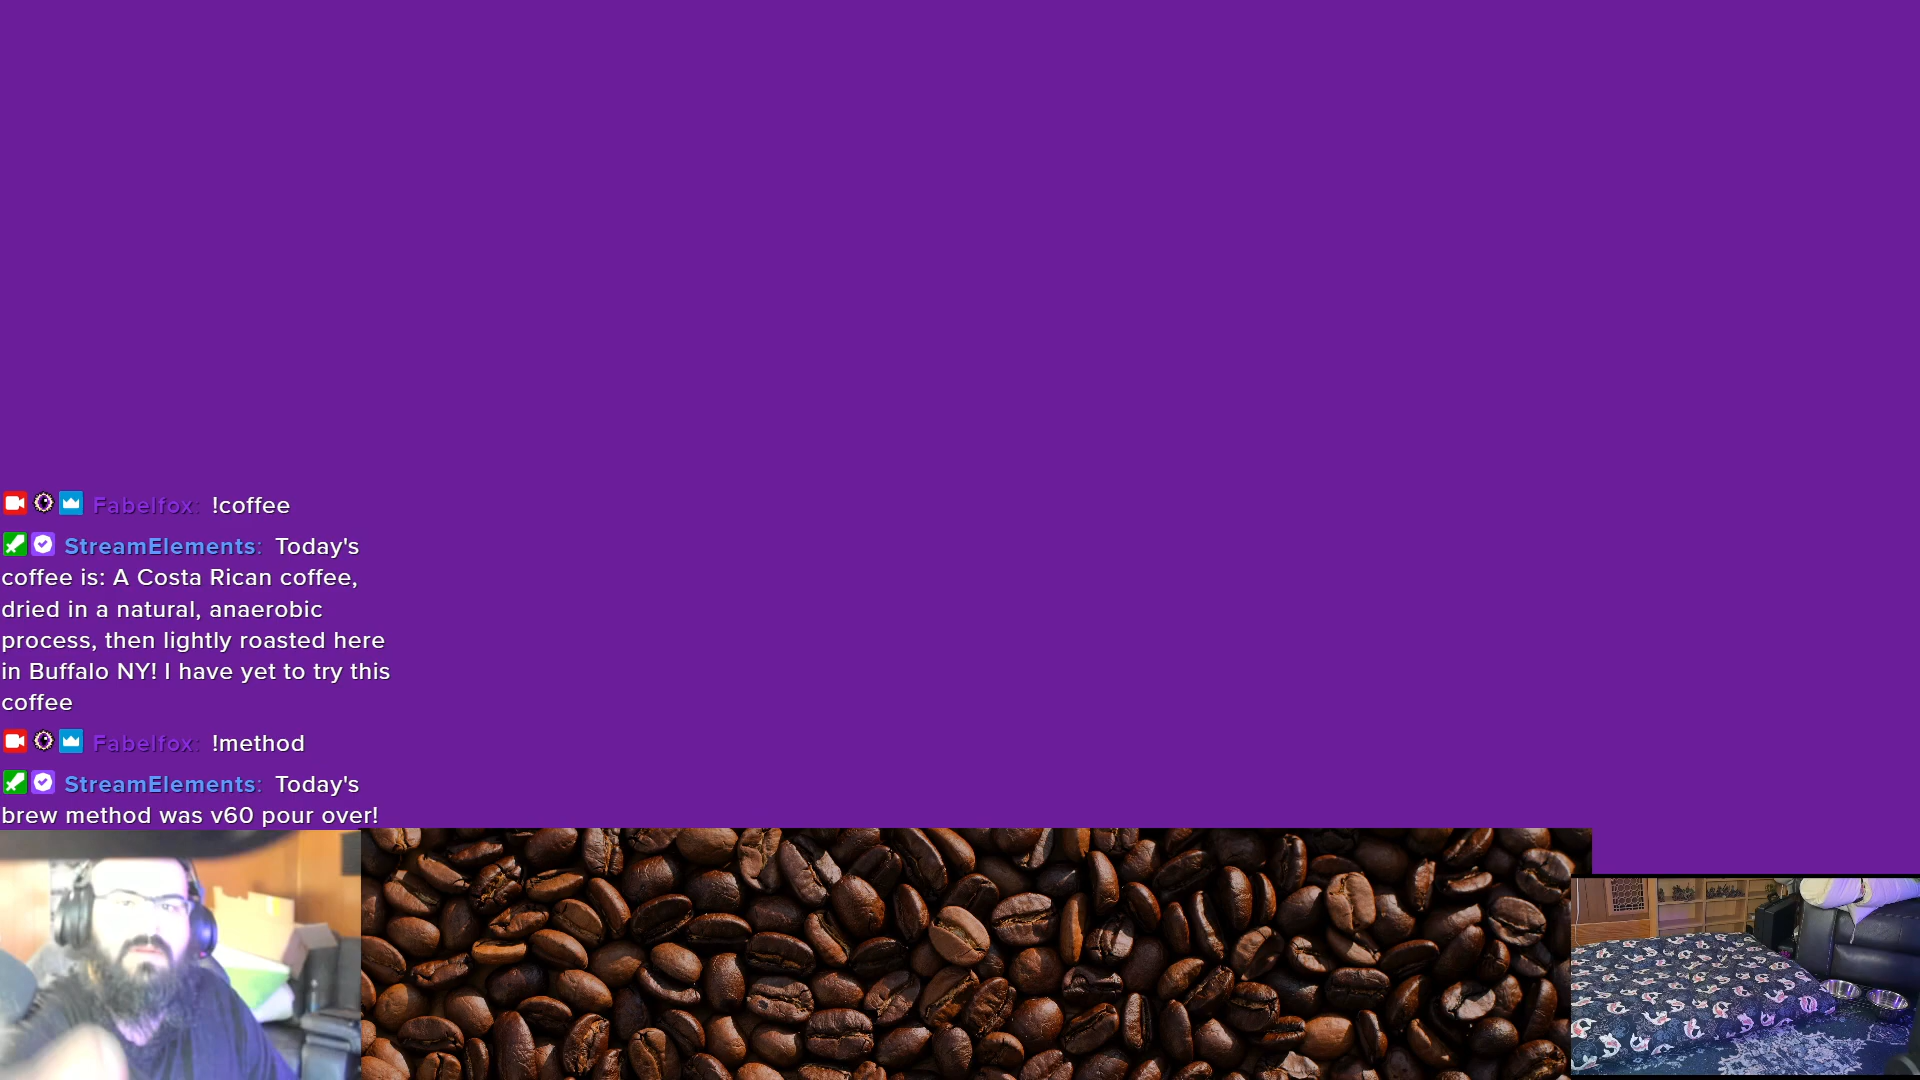 Fabelfox: !coffee
StreamElements: Today's
coffee is: A Costa Rican coffee,
dried in a natural, anaerobic
process, then lightly roasted here
in Buffalo NY! I have yet to try this
coffee
Fabelfox: !method
StreamElements: Today's
brew method was v60 pour over!